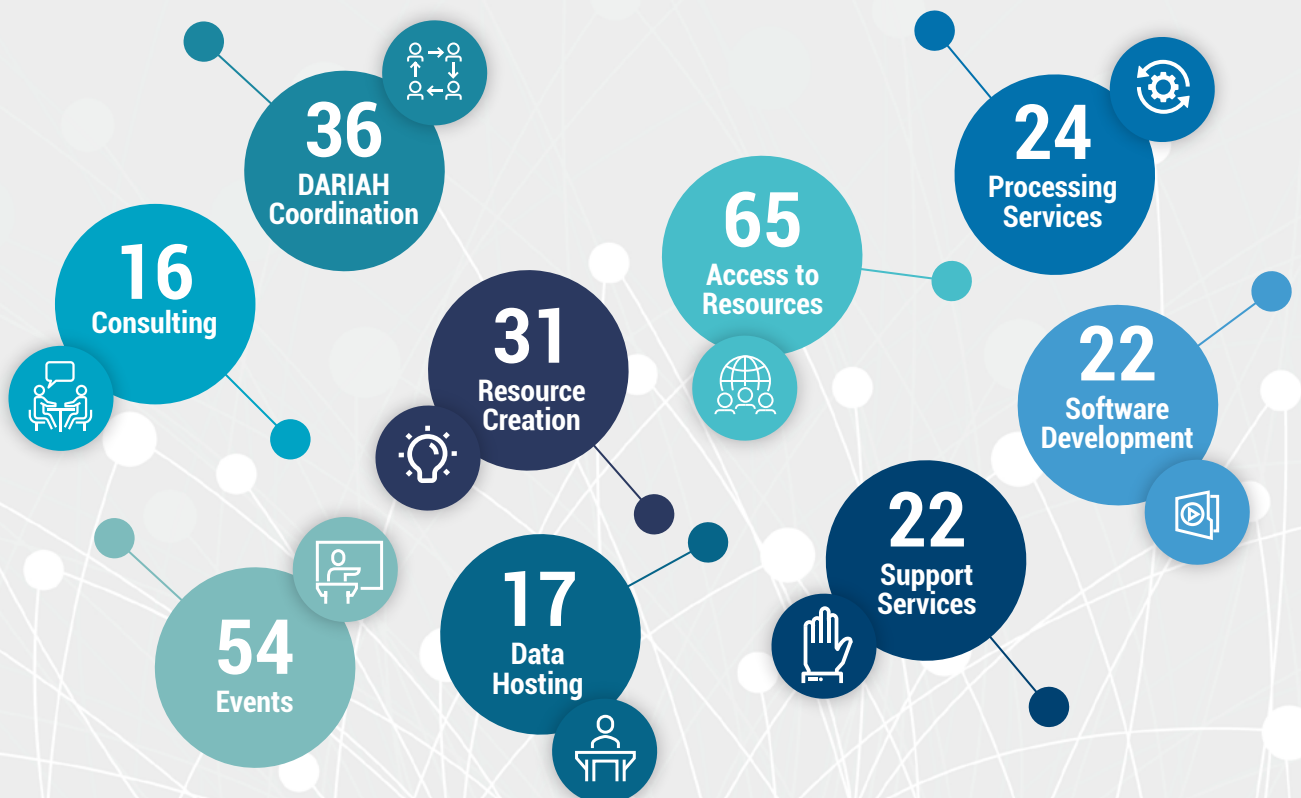 36
DARIAH
Coordination
24
Processing
Services
16
Consulting
65
Access to
Resources
31
Resource
Creation
22
Software
Development
22
Support
Services
54
Events
17
Data
Hosting